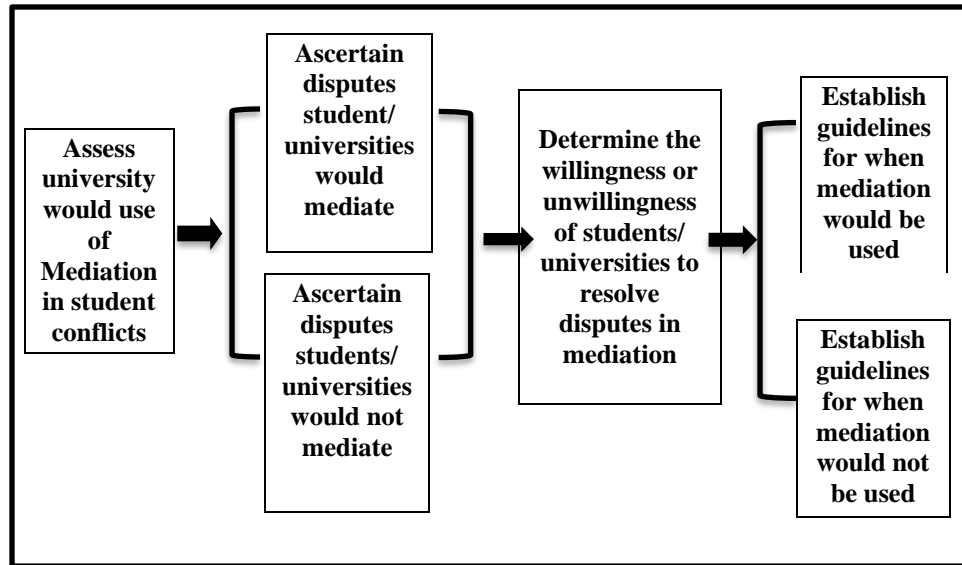 Assess
university
would use
of
Mediation
in student
conflicts
Ascertain
disputes
student/
universities
would
mediate
Ascertain
disputes
students/
universities
would not
mediate
Determine the
willingness or
unwillingness
of students/
universities to
resolve
disputes in
mediation
Establish
guidelines
for when
mediation
would be
used
Establish
guidelines
for when
mediation
would not
be used